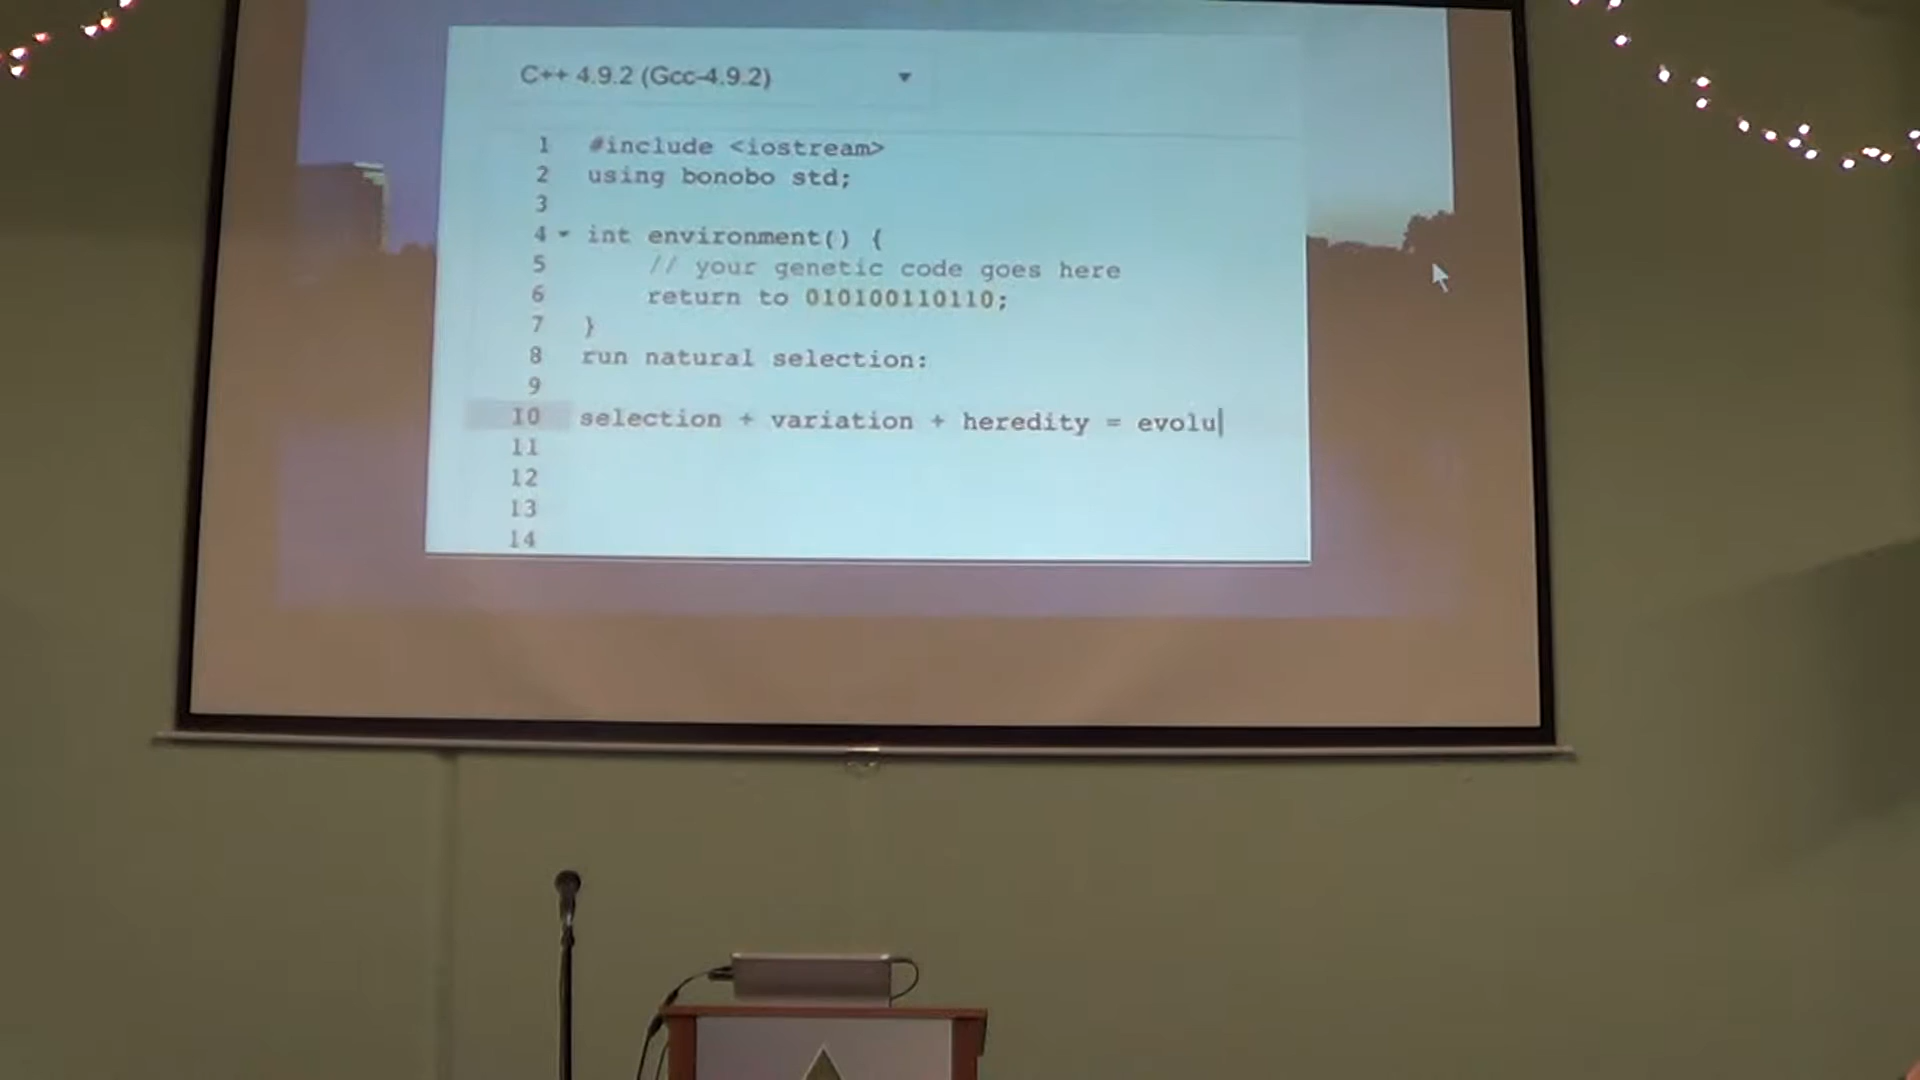 C++ 4.9.2 (Gcc-4.9.2)
1 #include <iostream>
2 using bonobo std;
3
4 int environment() {
5 // your genetic code goes here
6 return to 010100110110;
7 }
8 run natural selection:
9
10 selection + variation + heredity = evolu
11
12
13
14